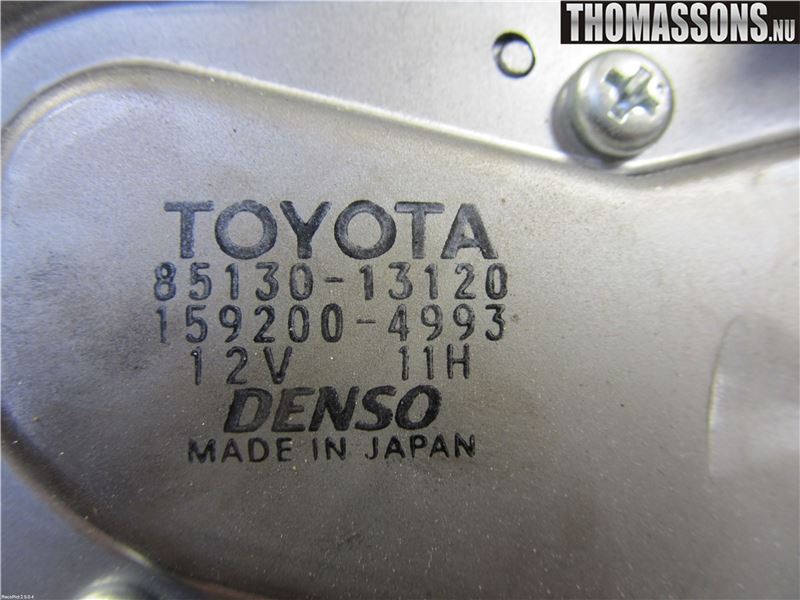 THOMASSONS.NU
TOYOTA
85130-13120
159200-4993
12V 11H
DENSO
MADE IN JAPAN